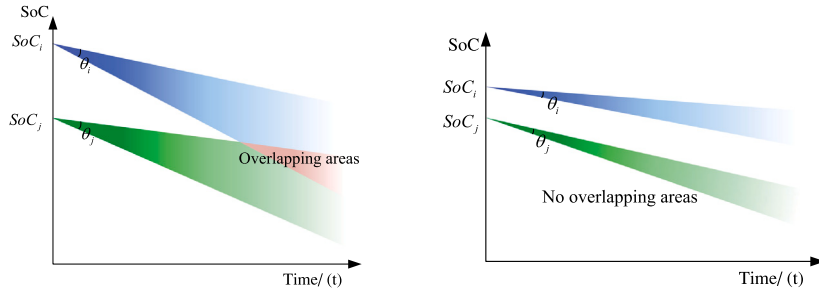 SoC
SoC_i
θ_i
SoC_j
θ_j
Overlapping areas
Time/ (t)
SoC
SoC_i
θ_i
SoC_j
θ_j
No overlapping areas
Time/ (t)